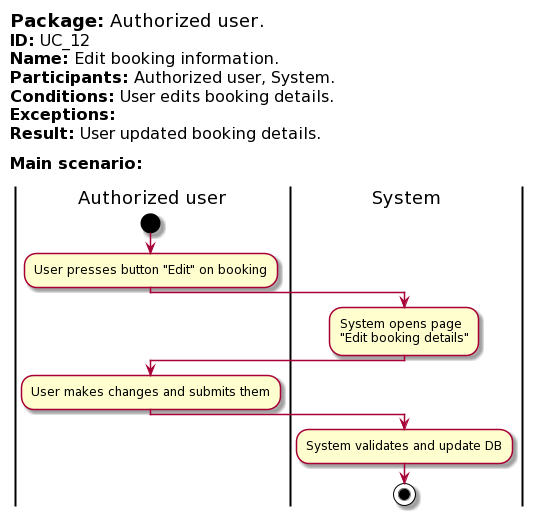 Package: Authorized user.
ID: UC_12
Name: Edit booking information.
Participants: Authorized user, System.
Conditions: User edits booking details.
Exceptions:
Result: User updated booking details.
Main scenario:
Authorized user
System
User presses button "Edit" on booking
System opens page
"Edit booking details"
User makes changes and submits them
System validates and update DB